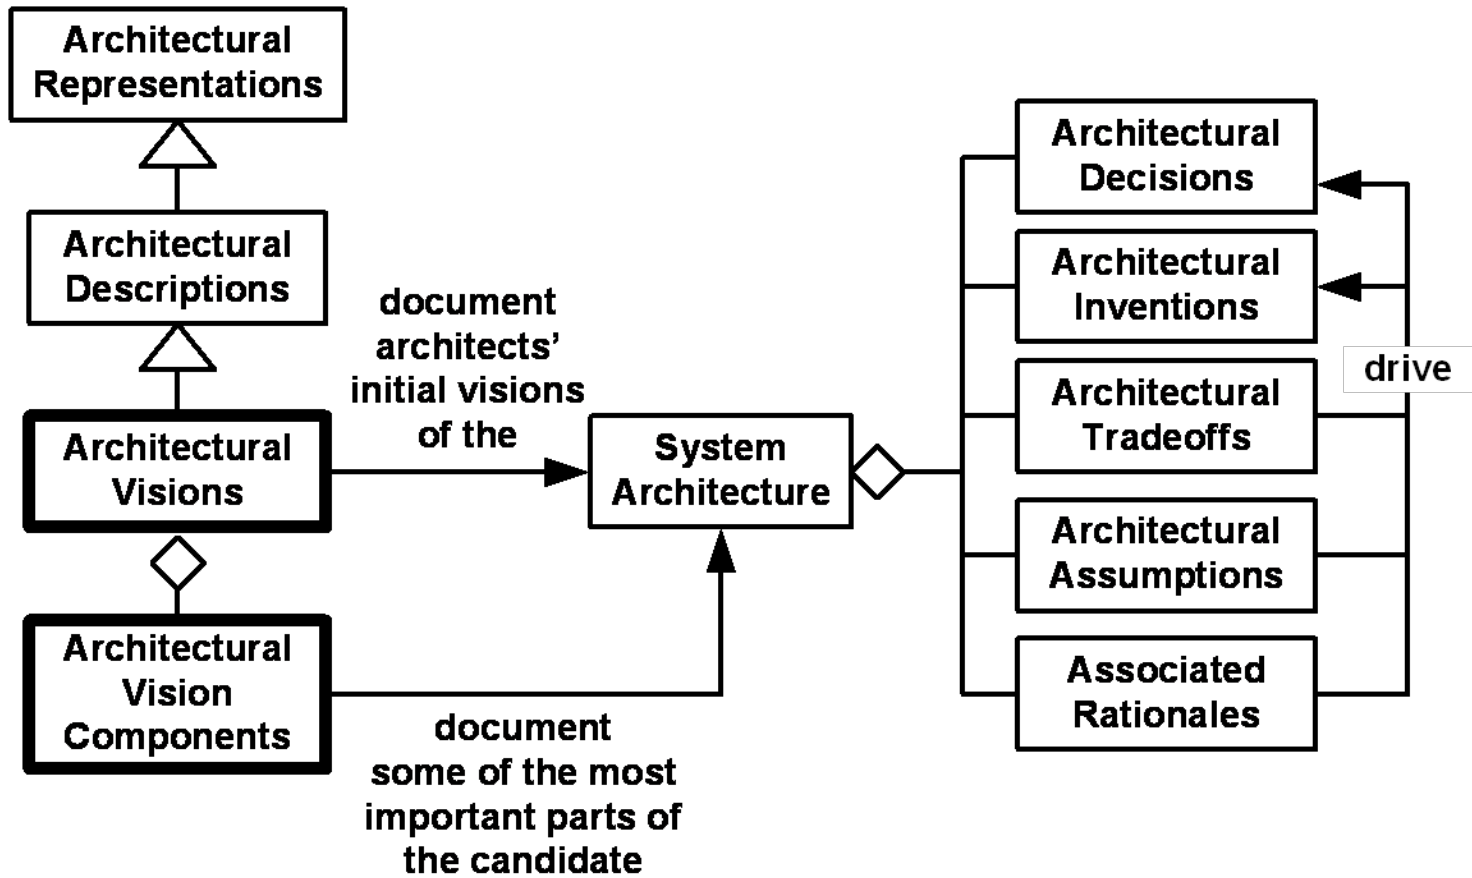 Architectural
Representations
Architectural
Descriptions
Architectural
Visions
Architectural
Vision
Components
document
architects’
initial visions
of the
document
some of the most
important parts of
the candidate
System
Architecture
Architectural
Decisions
Architectural
Inventions
Architectural
Tradeoffs
Architectural
Assumptions
Associated
Rationales
drive